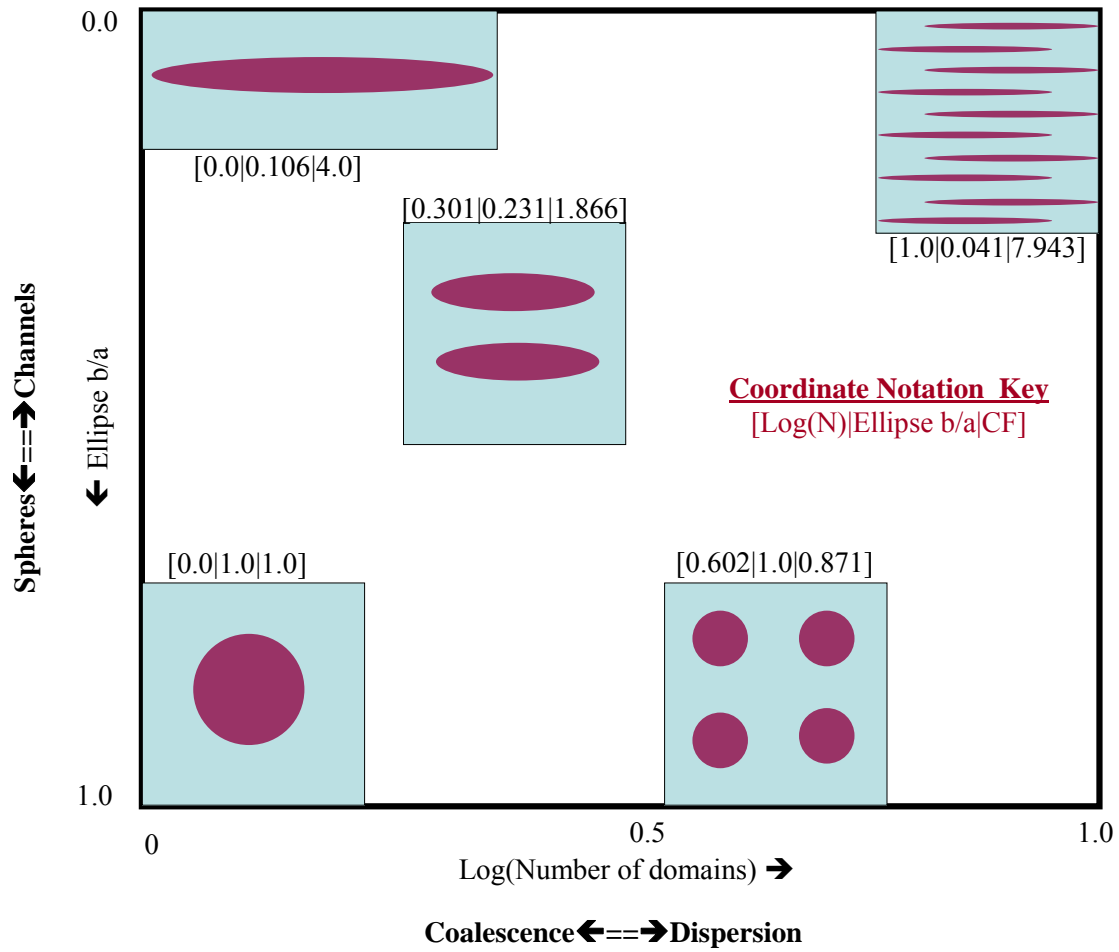 0.0
[0.0|0.106|4.0]
[0.301|0.231|1.866]
[1.0|0.041|7.943]
Spheres🡸==🡺Channels
🡸 Ellipse b/a
Coordinate Notation Key
[Log(N)|Ellipse b/a|CF]
[0.0|1.0|1.0]
[0.602|1.0|0.871]
1.0
0
0.5
1.0
Log(Number of domains) 🡺
Coalescence🡸==🡺Dispersion